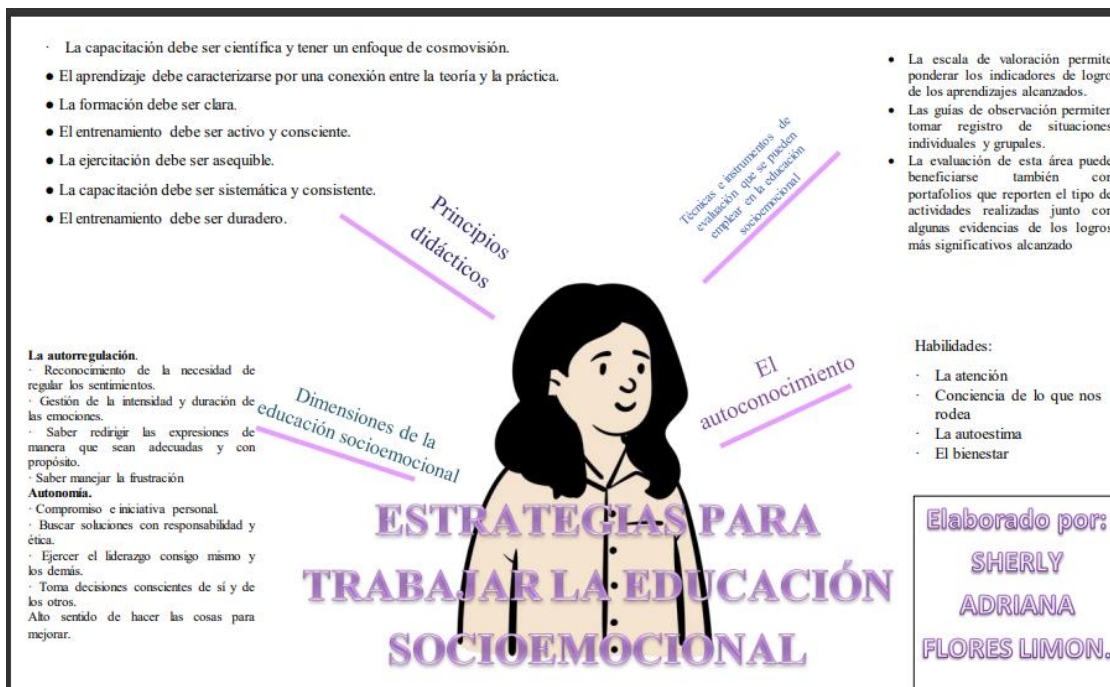 · La capacitación debe ser científica y tener un enfoque de cosmovisión.
● El aprendizaje debe caracterizarse por una conexión entre la teoría y la práctica.
● La formación debe ser clara.
● El entrenamiento debe ser activo y consciente.
● La ejercitación debe ser asequible.
● La capacitación debe ser sistemática y consistente.
● El entrenamiento debe ser duradero.
Principios
didácticos
Técnicas e instrumentos de
evaluación que se pueden
emplear en la educación
socioemocional
• La escala de valoración permite
ponderar los indicadores de logro
de los aprendizajes alcanzados.
• Las guías de observación permiten
tomar registro de situaciones
individuales y grupales.
• La evaluación de esta área puede
beneficiarse también con
portafolios que reporten el tipo de
actividades realizadas junto con
algunas evidencias de los logros
más significativos alcanzado
La autorregulación.
· Reconocimiento de la necesidad de
regular los sentimientos.
· Gestión de la intensidad y duración de
las emociones.
· Saber redirigir las expresiones de
manera que sean adecuadas y con
propósito.
· Saber manejar la frustración
Autonomía.
· Compromiso e iniciativa personal.
· Buscar soluciones con responsabilidad y
ética.
· Ejercer el liderazgo consigo mismo y
los demás.
· Toma decisiones conscientes de sí y de
los otros.
Alto sentido de hacer las cosas para
mejorar.
Dimensiones de la
educación socioemocional
El
autoconocimiento
Habilidades:
· La atención
· Conciencia de lo que nos
rodea
· La autoestima
· El bienestar
ESTRATEGIAS PARA
TRABAJAR LA EDUCACIÓN
SOCIOEMOCIONAL
Elaborado por:
SHERLY
ADRIANA
FLORES LIMON.